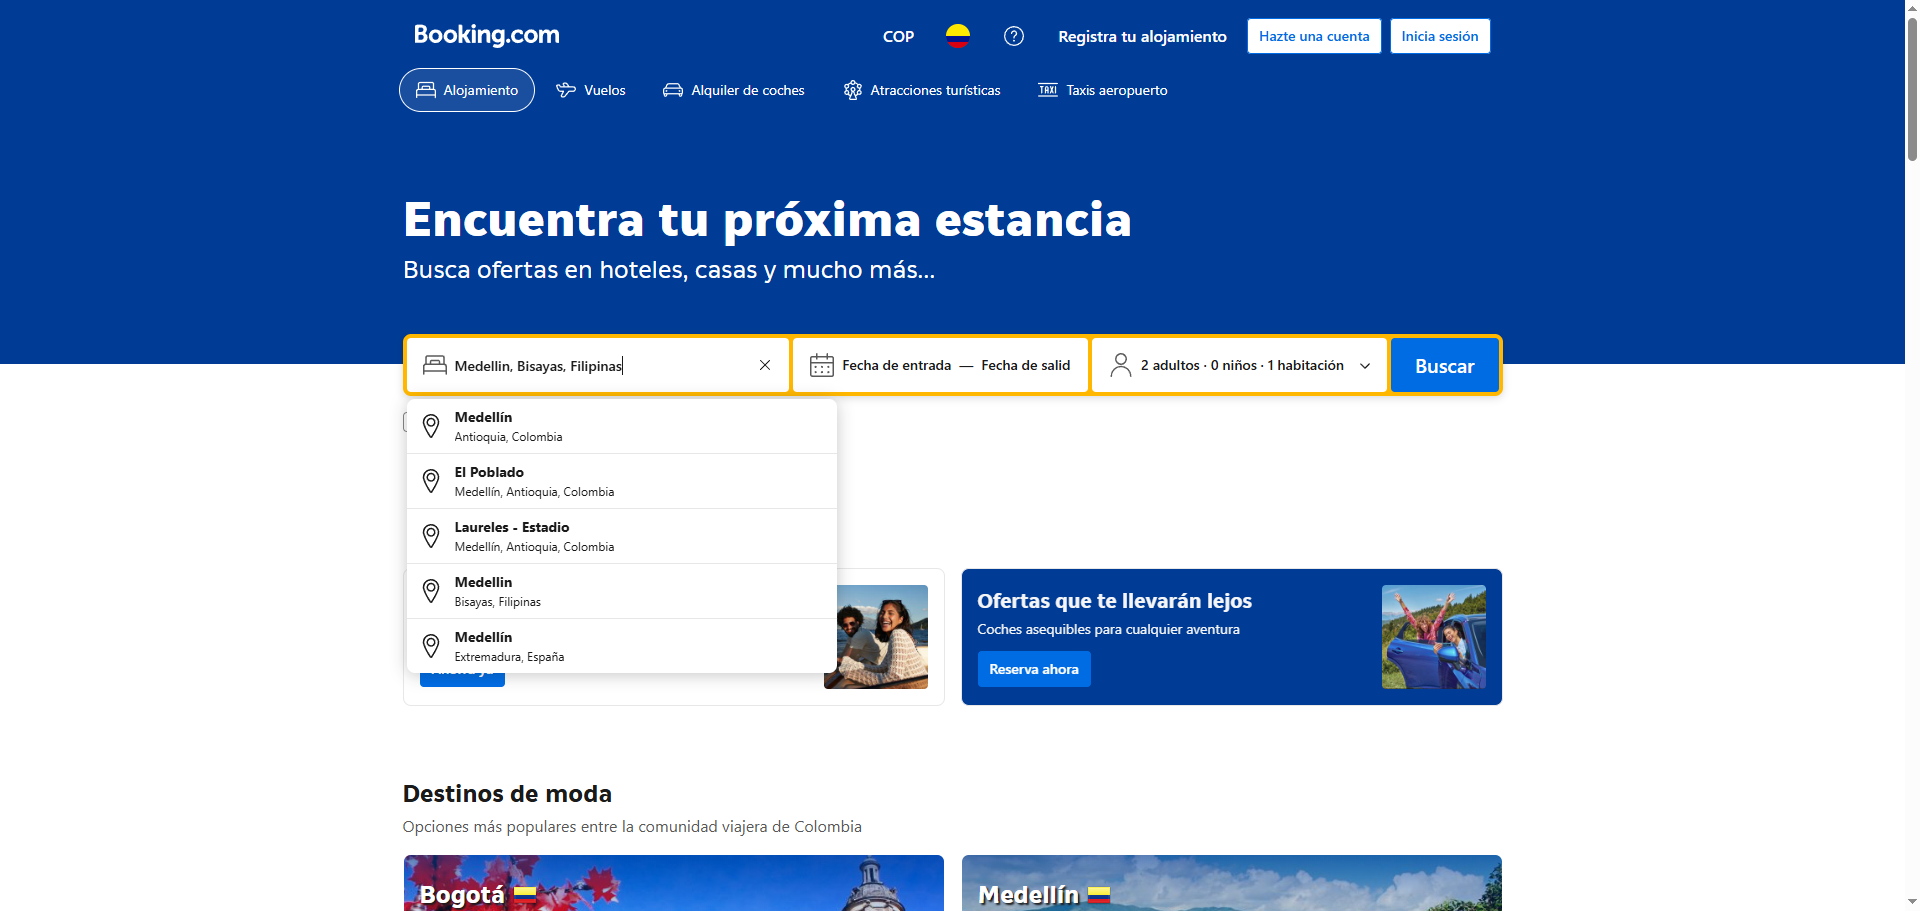 Booking.com
COP
Registra tu alojamiento
Hazte una cuenta
Inicia sesión
Alojamiento
Vuelos
Alquiler de coches
Atracciones turísticas
TAXI
Taxis aeropuerto
Encuentra tu próxima estancia
Busca ofertas en hoteles, casas y mucho más...
Medellin, Bisayas, Filipinas
Fecha de entrada — Fecha de salid
2 adultos · 0 niños · 1 habitación
Buscar
Medellín
Antioquia, Colombia
El Poblado
Medellín, Antioquia, Colombia
Laureles - Estadio
Medellín, Antioquia, Colombia
Medellin
Bisayas, Filipinas
Medellín
Extremadura, España
Ofertas que te llevarán lejos
Coches asequibles para cualquier aventura
Reserva ahora
Destinos de moda
Opciones más populares entre la comunidad viajera de Colombia
Bogotá
Medellín